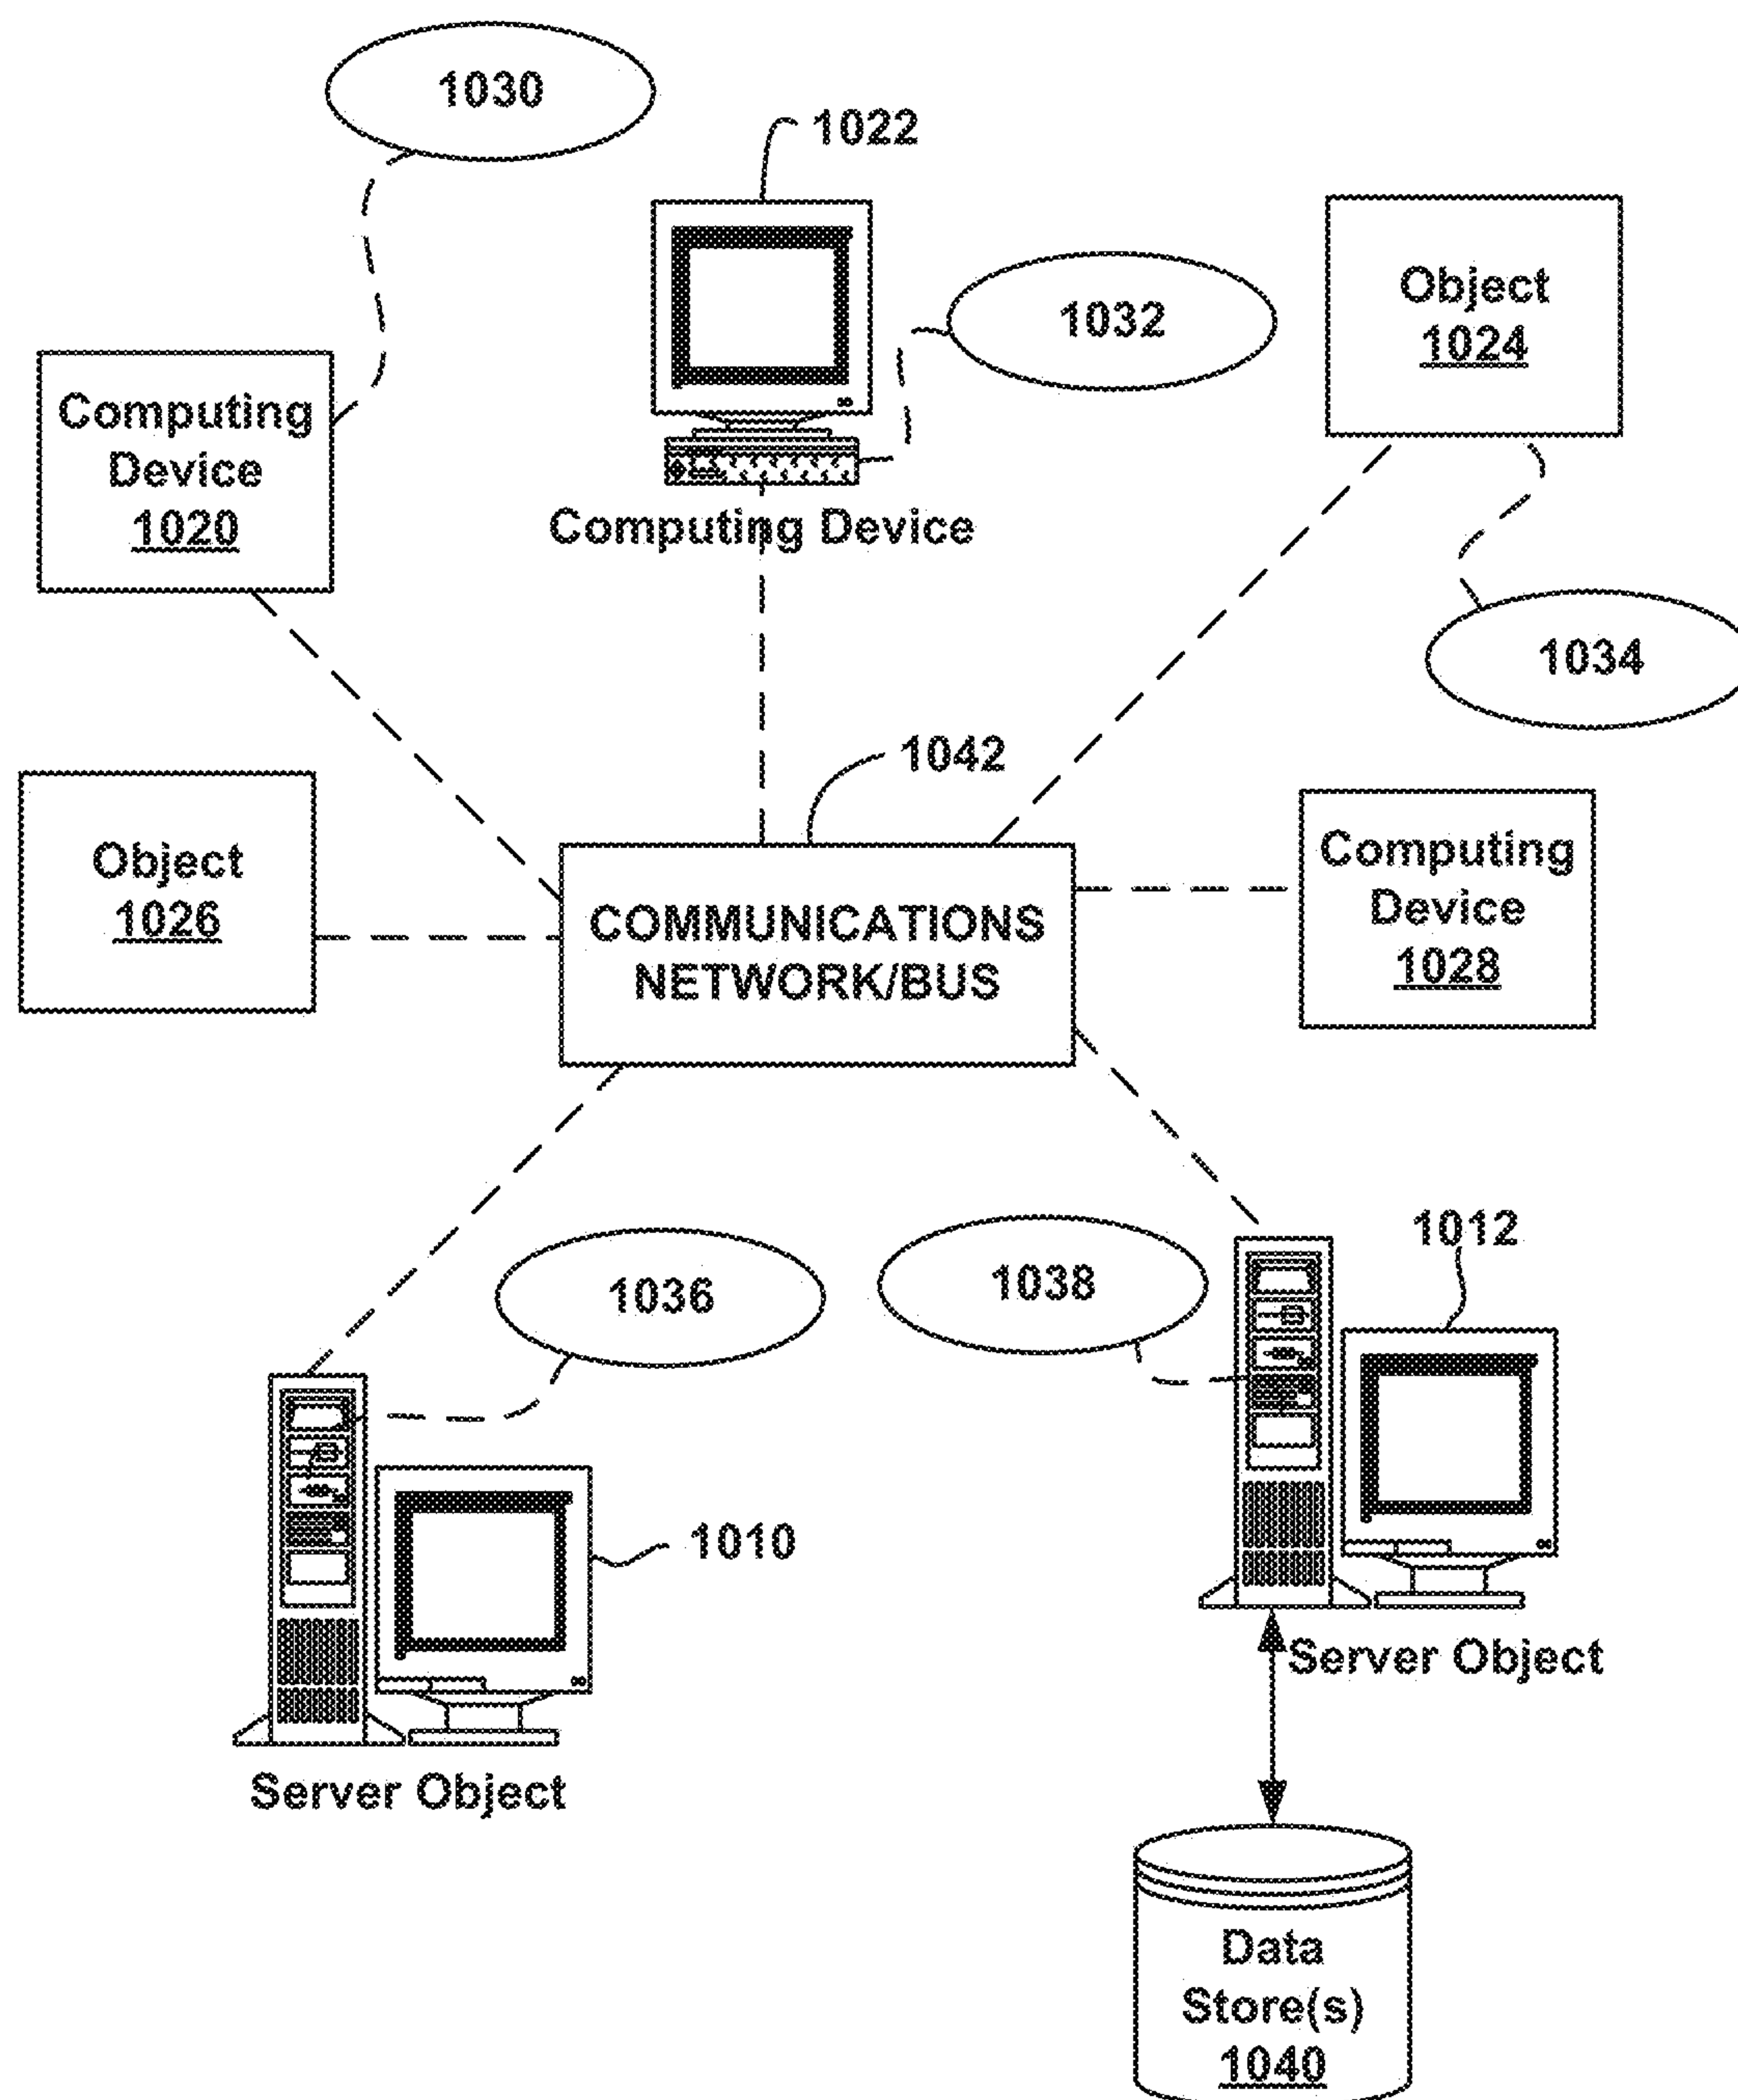 1030
1022
1032
Object
1024
Computing
Device
1020
Computing Device
1034
1042
Object
1026
COMMUNICATIONS
NETWORK/BUS
Computing
Device
1028
1036
1038
1012
1010
Server Object
Server Object
Data
Store(s)
1040